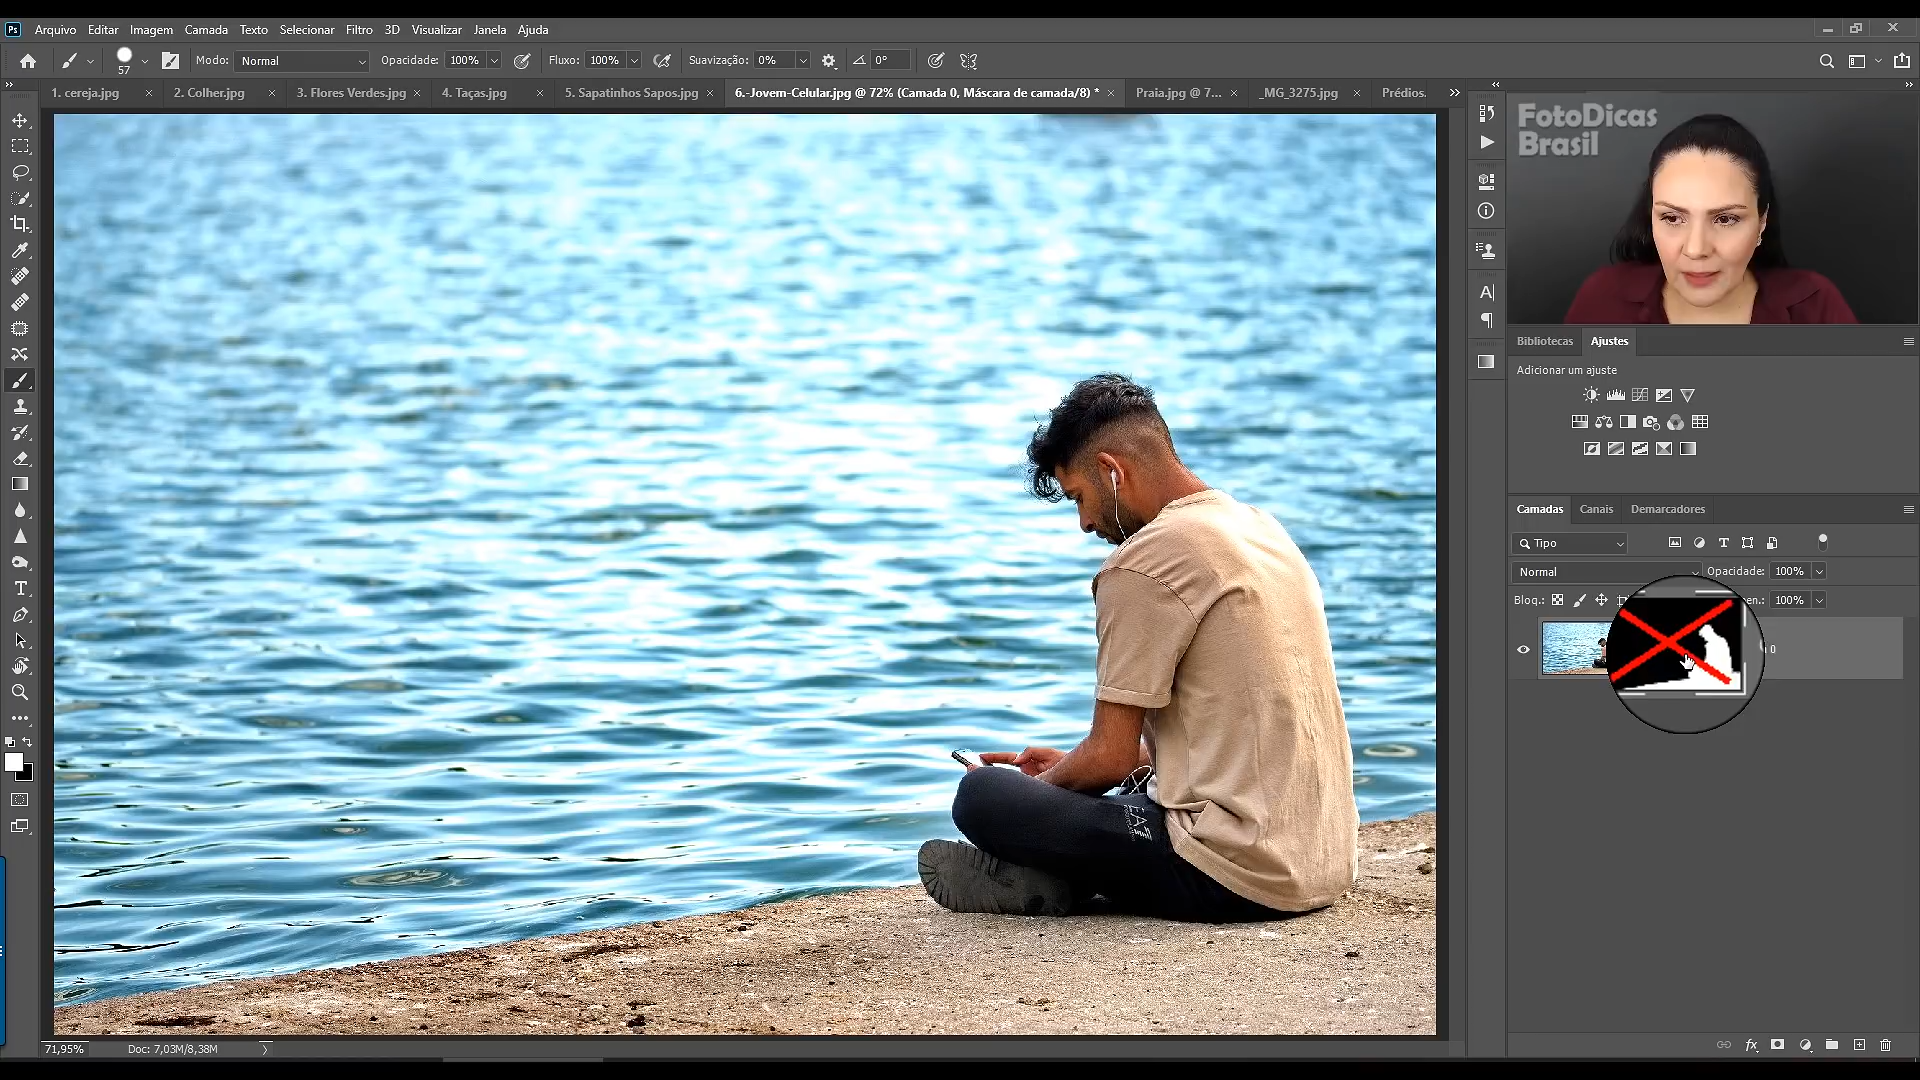 Ps Arquivo Editar Imagem Camada Texto Selecionar Filtro 3D Visualizar Janela Ajuda
57 Modo: Normal Opacidade: 100% Fluxo: 100% Suavização: 0% 0°
1. cereja.jpg 2. Colher.jpg 3. Flores Verdes.jpg 4. Taças.jpg 5. Sapatinhos Sapos.jpg 6.-Jovem-Celular.jpg @ 72% (Camada 0, Máscara de camada/8) * Praia.jpg @ 7... _MG_3275.jpg Prédios.
FotoDicas
Brasil
Bibliotecas Ajustes
Adicionar um ajuste
Camadas Canais Demarcadores
Tipo
Normal Opacidade: 100%
Bloq.: 100%
0
EA7
71,95% Doc: 7,03M/8,38M